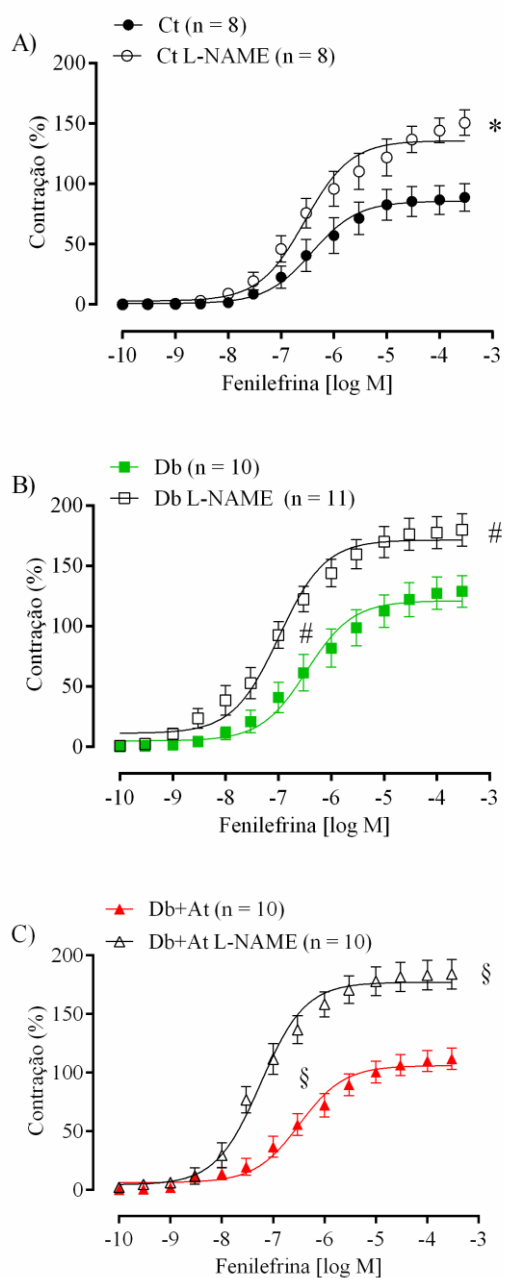 Ct (n = 8)
Ct L-NAME (n = 8)
A)
200
150
100
50
0
*
Contração (%)
-10 -9 -8 -7 -6 -5 -4 -3
Fenilefrina [log M]
Db (n = 10)
Db L-NAME (n = 11)
B)
200
150
100
50
0
#
#
Contração (%)
-10 -9 -8 -7 -6 -5 -4 -3
Fenilefrina [log M]
Db+At (n = 10)
Db+At L-NAME (n = 10)
C)
200
150
100
50
0
§
§
Contração (%)
-10 -9 -8 -7 -6 -5 -4 -3
Fenilefrina [log M]